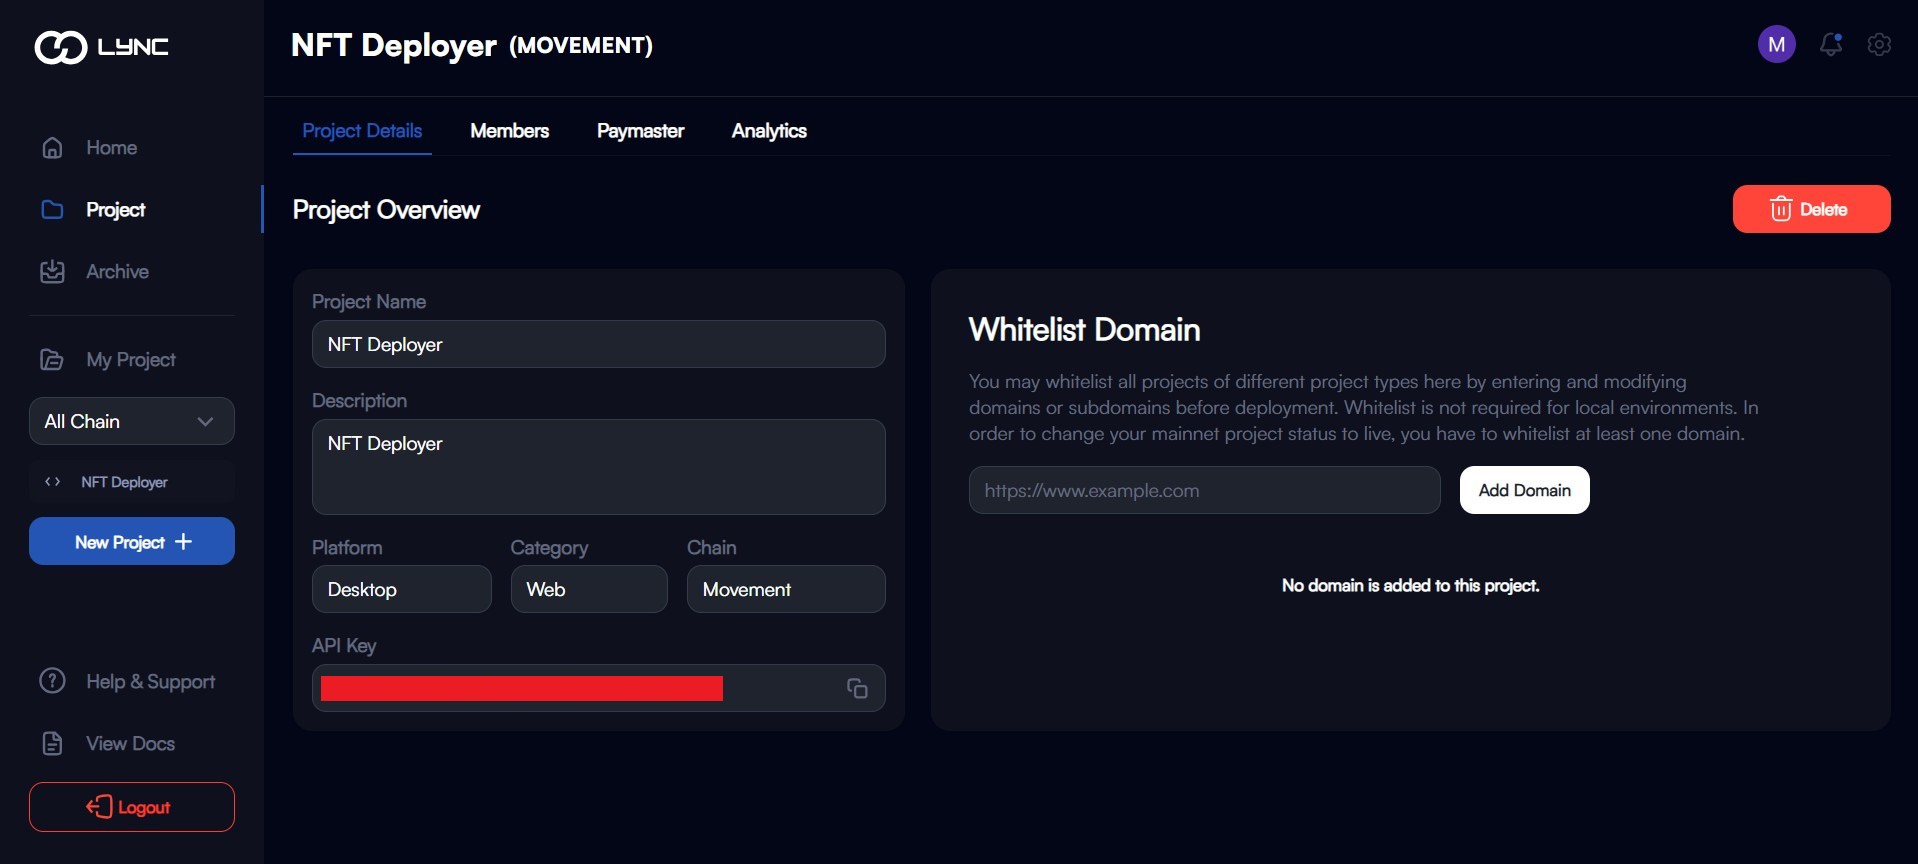 LYNC
NFT Deployer (MOVEMENT)
M
Home
Project
Archive
My Project
All Chain
NFT Deployer
New Project
Help & Support
View Docs
Logout
Project Details
Members
Paymaster
Analytics
Project Overview
Delete
Project Name
NFT Deployer
Description
NFT Deployer
Platform
Category
Chain
Desktop
Web
Movement
API Key
Whitelist Domain
You may whitelist all projects of different project types here by entering and modifying
domains or subdomains before deployment. Whitelist is not required for local environments. In
order to change your mainnet project status to live, you have to whitelist at least one domain.
https://www.example.com
Add Domain
No domain is added to this project.